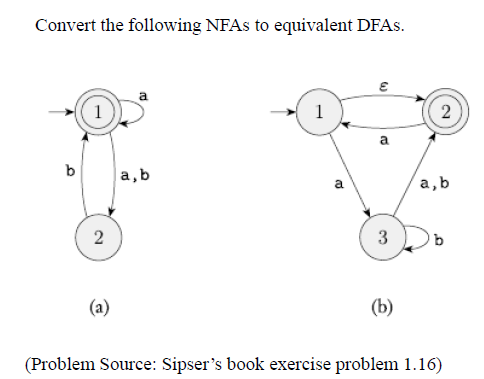 Convert the following NFAs to equivalent DFAs.
a
1
b
a,b
2
(a)
ε
1
2
a
a
a,b
3
b
(b)
(Problem Source: Sipser’s book exercise problem 1.16)